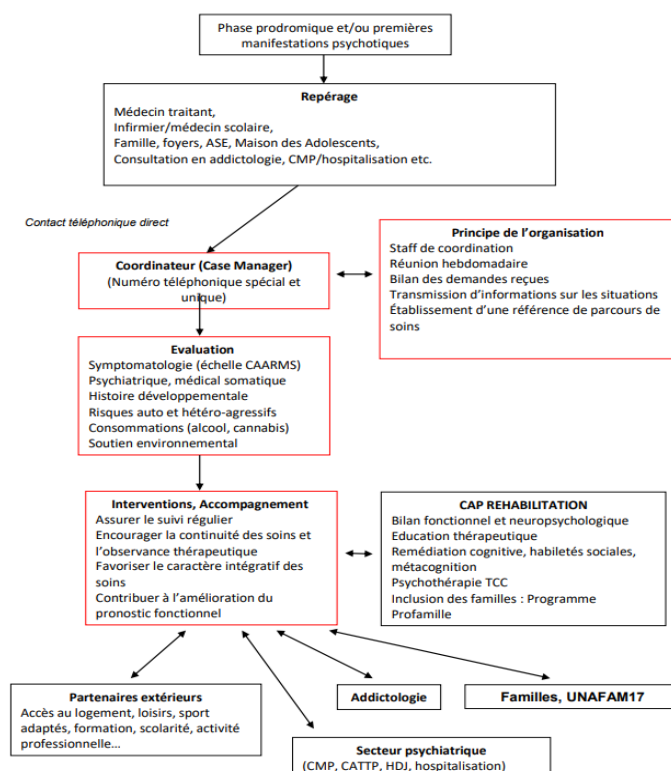 Phase prodromique et/ou premières
manifestations psychotiques
Repérage
Médecin traitant,
Infirmier/médecin scolaire,
Famille, foyers, ASE, Maison des Adolescents,
Consultation en addictologie, CMP/hospitalisation etc.
Contact téléphonique direct
Coordinateur (Case Manager)
(Numéro téléphonique spécial et
unique)
Principe de l'organisation
Staff de coordination
Réunion hebdomadaire
Bilan des demandes reçues
Transmission d'informations sur les situations
Établissement d'une référence de parcours de
soins
Evaluation
Symptomatologie (échelle CAARMS)
Psychiatrique, médical somatique
Histoire développementale
Risques auto et hétéro-agressifs
Consommations (alcool, cannabis)
Soutien environnemental
Interventions, Accompagnement
Assurer le suivi régulier
Encourager la continuité des soins et
l'observance thérapeutique
Favoriser le caractère intégratif des
soins
Contribuer à l'amélioration du
pronostic fonctionnel
CAP REHABILITATION
Bilan fonctionnel et neuropsychologique
Education thérapeutique
Remédiation cognitive, habiletés sociales,
métacognition
Psychothérapie TCC
Inclusion des familles : Programme
Profamille
Partenaires extérieurs
Accès au logement, loisirs, sport
adaptés, formation, scolarité, activité
professionnelle…
Addictologie
Familles, UNAFAM17
Secteur psychiatrique
(CMP, CATTP, HDJ, hospitalisation)